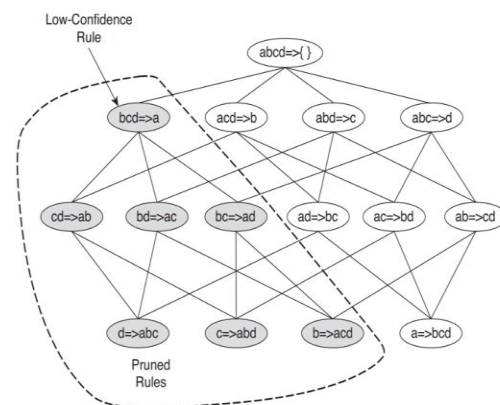 Low-Confidence
Rule
abcd=>{ }
bcd=>a
acd=>b
abd=>c
abc=>d
cd=>ab
bd=>ac
bc=>ad
ad=>bc
ac=>bd
ab=>cd
d=>abc
c=>abd
b=>acd
a=>bcd
Pruned
Rules